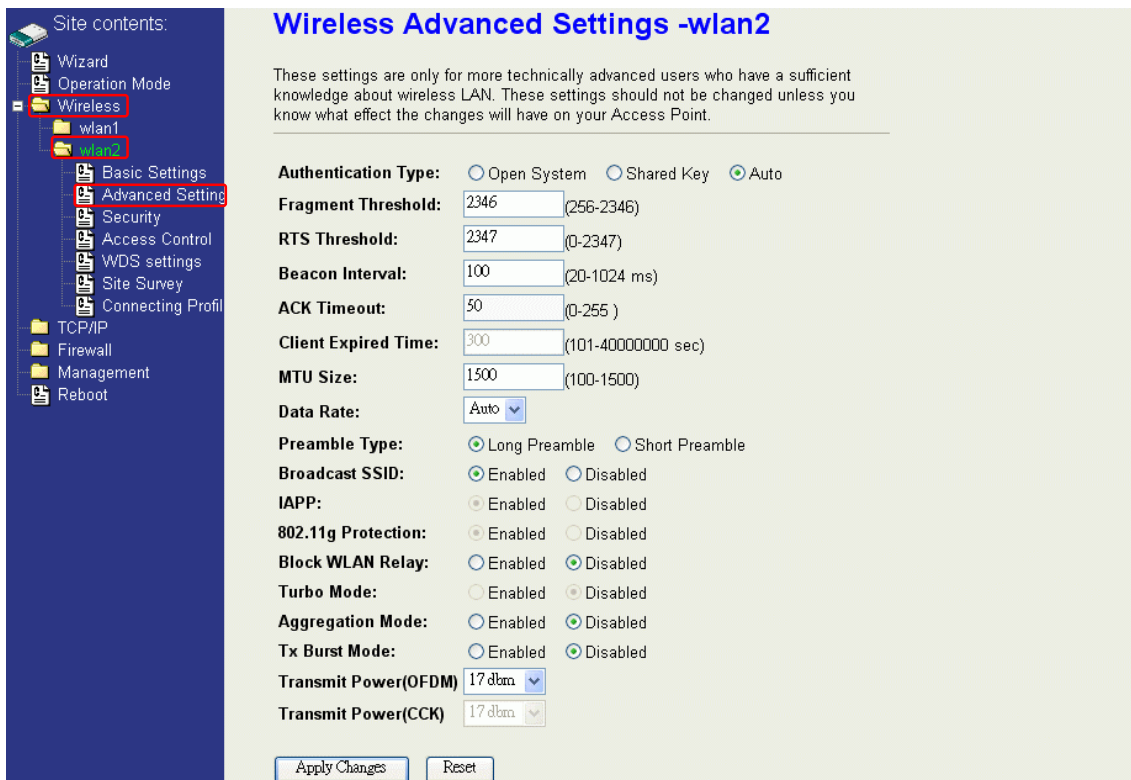 Site contents:
Wizard
Operation Mode
Wireless
wlan1
wlan2
Basic Settings
Advanced Setting
Security
Access Control
WDS settings
Site Survey
Connecting Profil
TCP/IP
Firewall
Management
Reboot
Wireless Advanced Settings -wlan2
These settings are only for more technically advanced users who have a sufficient
knowledge about wireless LAN. These settings should not be changed unless you
know what effect the changes will have on your Access Point.
Authentication Type: Open System Shared Key Auto
Fragment Threshold: 2346 (256-2346)
RTS Threshold: 2347 (0-2347)
Beacon Interval: 100 (20-1024 ms)
ACK Timeout: 50 (0-255 )
Client Expired Time: 300 (101-40000000 sec)
MTU Size: 1500 (100-1500)
Data Rate: Auto
Preamble Type: Long Preamble Short Preamble
Broadcast SSID: Enabled Disabled
IAPP: Enabled Disabled
802.11g Protection: Enabled Disabled
Block WLAN Relay: Enabled Disabled
Turbo Mode: Enabled Disabled
Aggregation Mode: Enabled Disabled
Tx Burst Mode: Enabled Disabled
Transmit Power(OFDM) 17 dbm
Transmit Power(CCK) 17 dbm
Apply Changes Reset